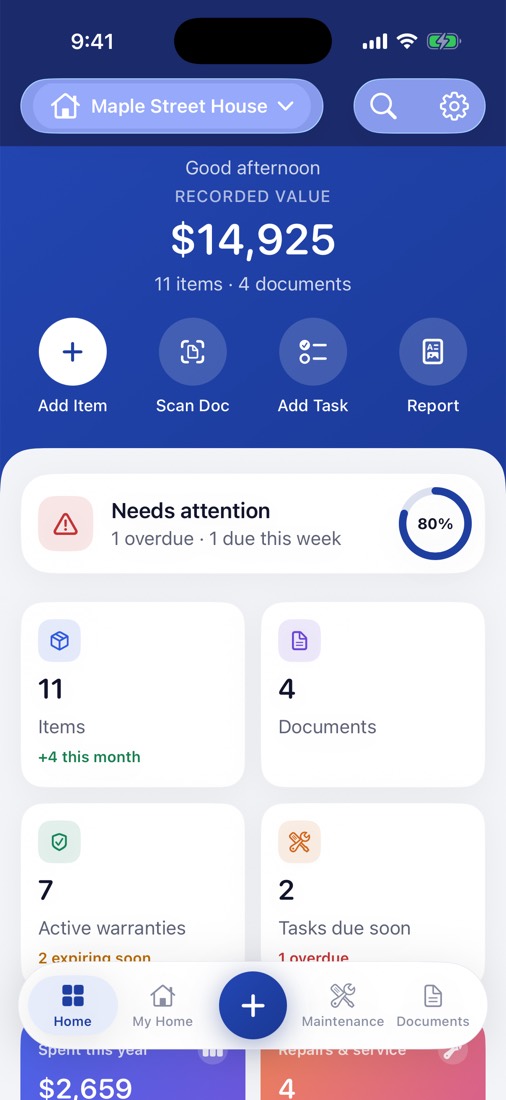 9:41
Maple Street House
Good afternoon
RECORDED VALUE
$14,925
11 items · 4 documents
Add Item
Scan Doc
Add Task
Report
Needs attention
1 overdue · 1 due this week
80%
11
Items
+4 this month
4
Documents
7
Active warranties
2 expiring soon
2
Tasks due soon
1 overdue
Home
My Home
Maintenance
Documents
Spent this year
$2,659
Repairs & service
4